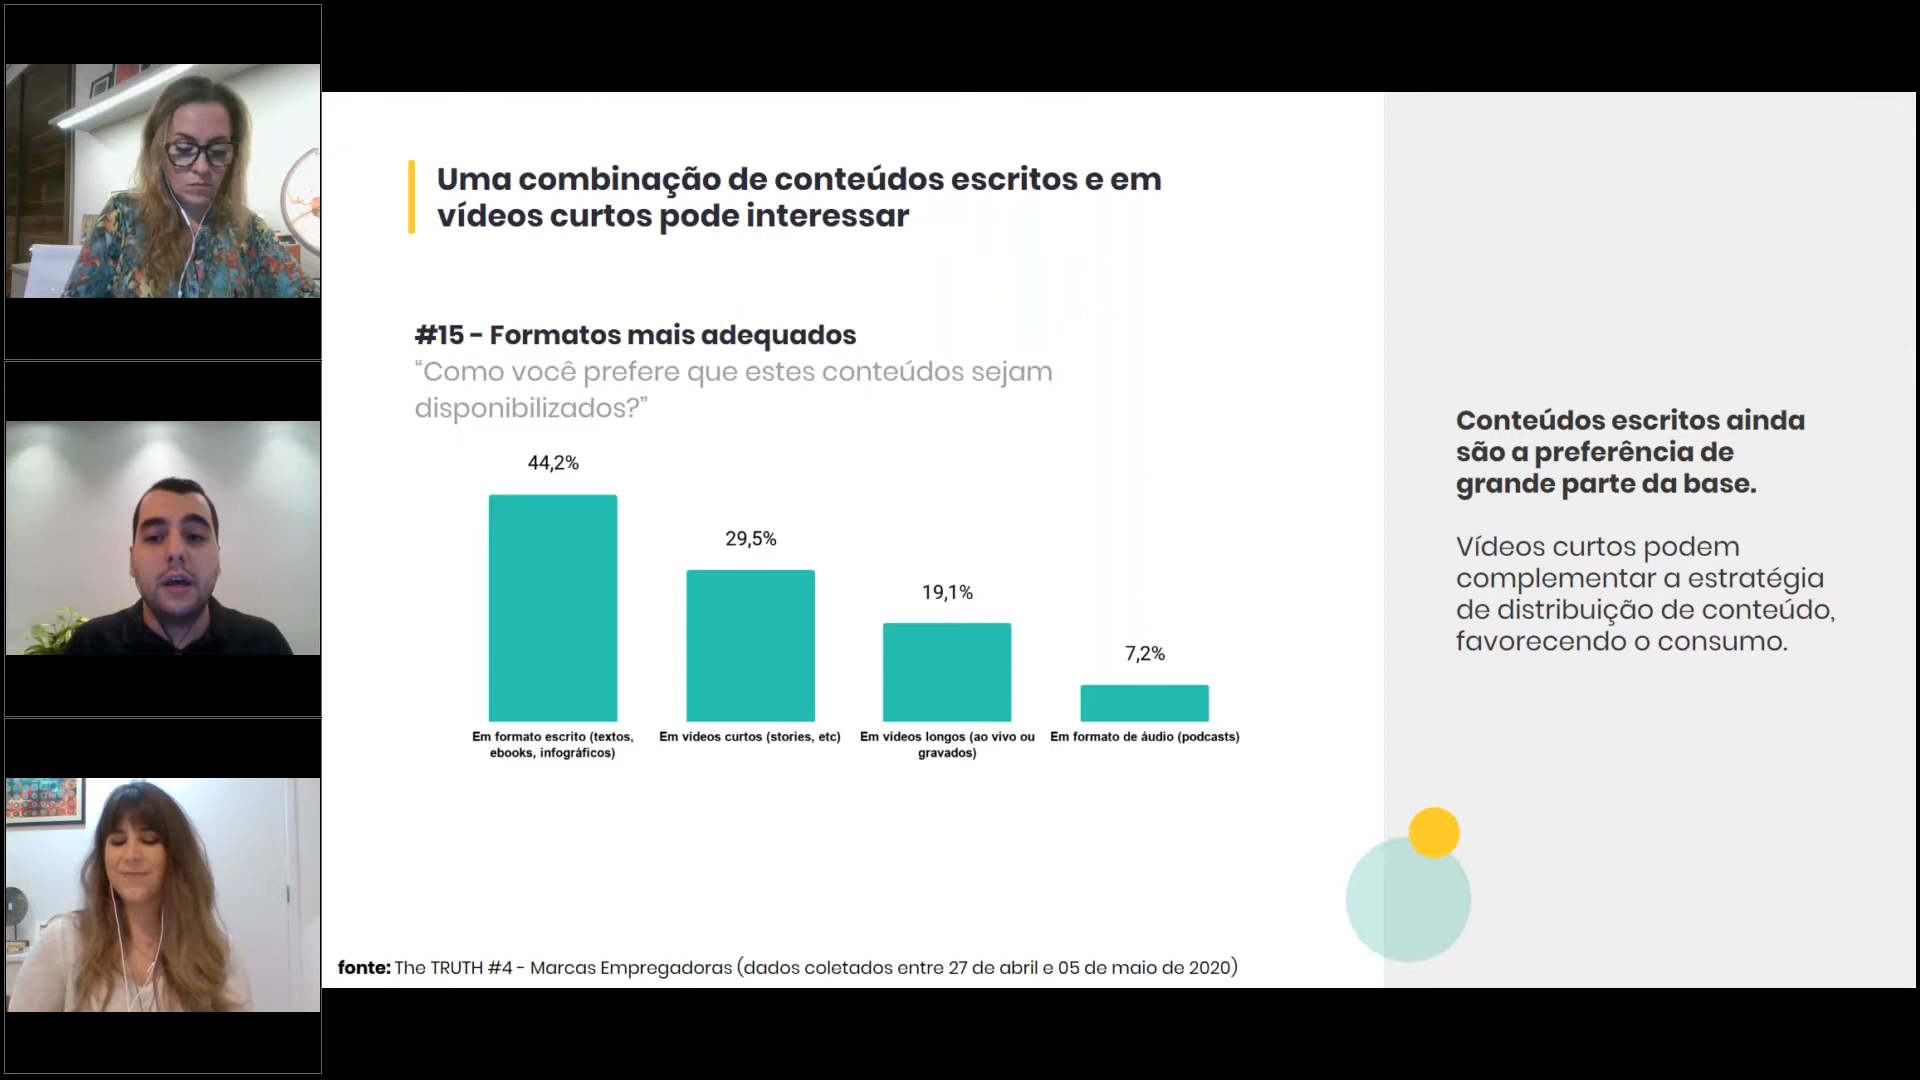 Uma combinação de conteúdos escritos e em
vídeos curtos pode interessar
#15 - Formatos mais adequados
“Como você prefere que estes conteúdos sejam
disponibilizados?”
44,2%
29,5%
19,1%
7,2%
Em formato escrito (textos,
ebooks, infográficos)
Em vídeos curtos (stories, etc)
Em vídeos longos (ao vivo ou
gravados)
Em formato de áudio (podcasts)
Conteúdos escritos ainda
são a preferência de
grande parte da base.
Vídeos curtos podem
complementar a estratégia
de distribuição de conteúdo,
favorecendo o consumo.
fonte: The TRUTH #4 - Marcas Empregadoras (dados coletados entre 27 de abril e 05 de maio de 2020)